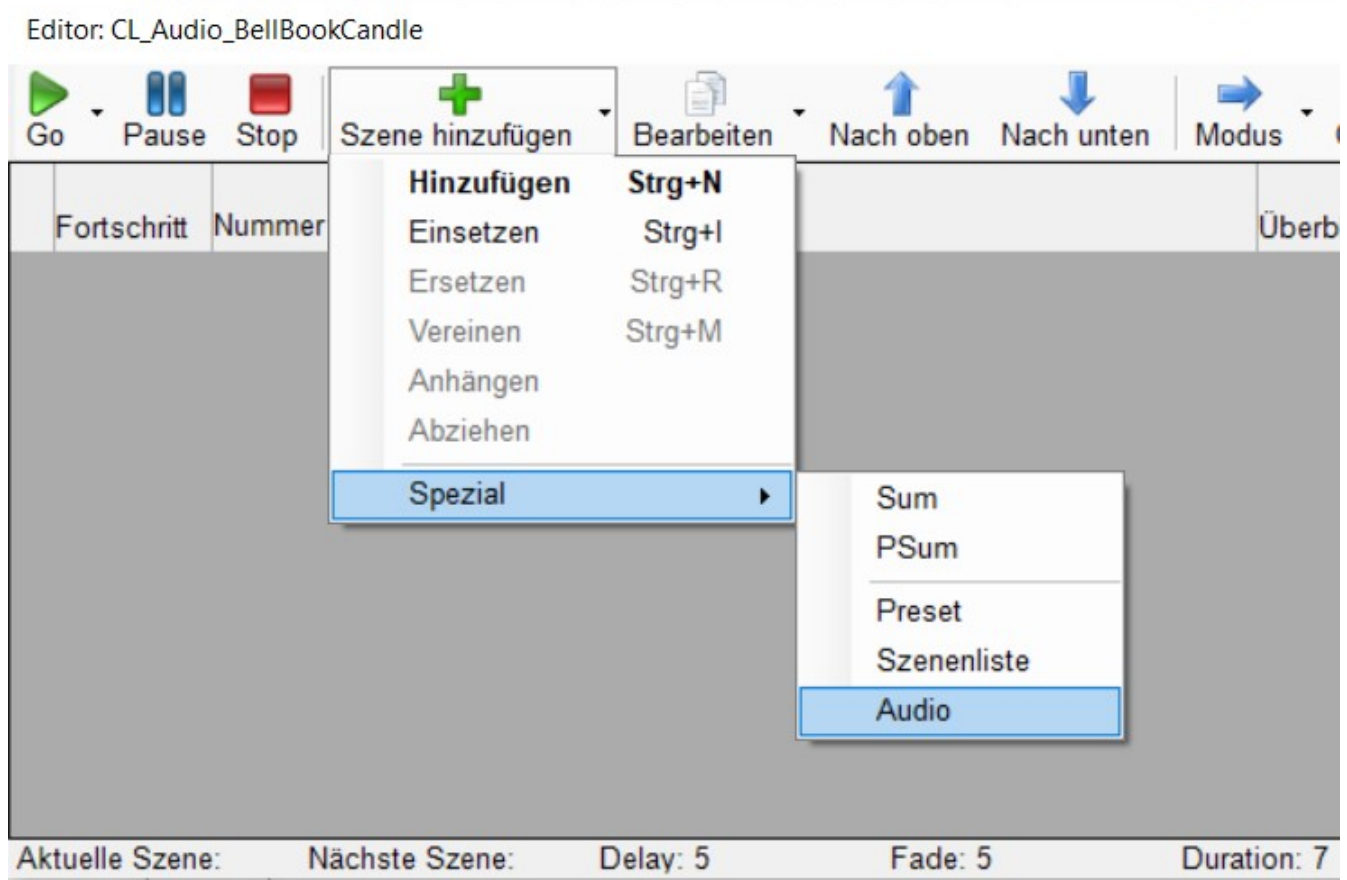 Editor: CL_Audio_BellBookCandle
Go Pause Stop Szene hinzufügen Bearbeiten Nach oben Nach unten Modus
Fortschritt Nummer Überb
Hinzufügen Strg+N
Einsetzen Strg+I
Ersetzen Strg+R
Vereinen Strg+M
Anhängen
Abziehen
Spezial
Sum
PSum
Preset
Szenenliste
Audio
Aktuelle Szene: Nächste Szene: Delay: 5 Fade: 5 Duration: 7